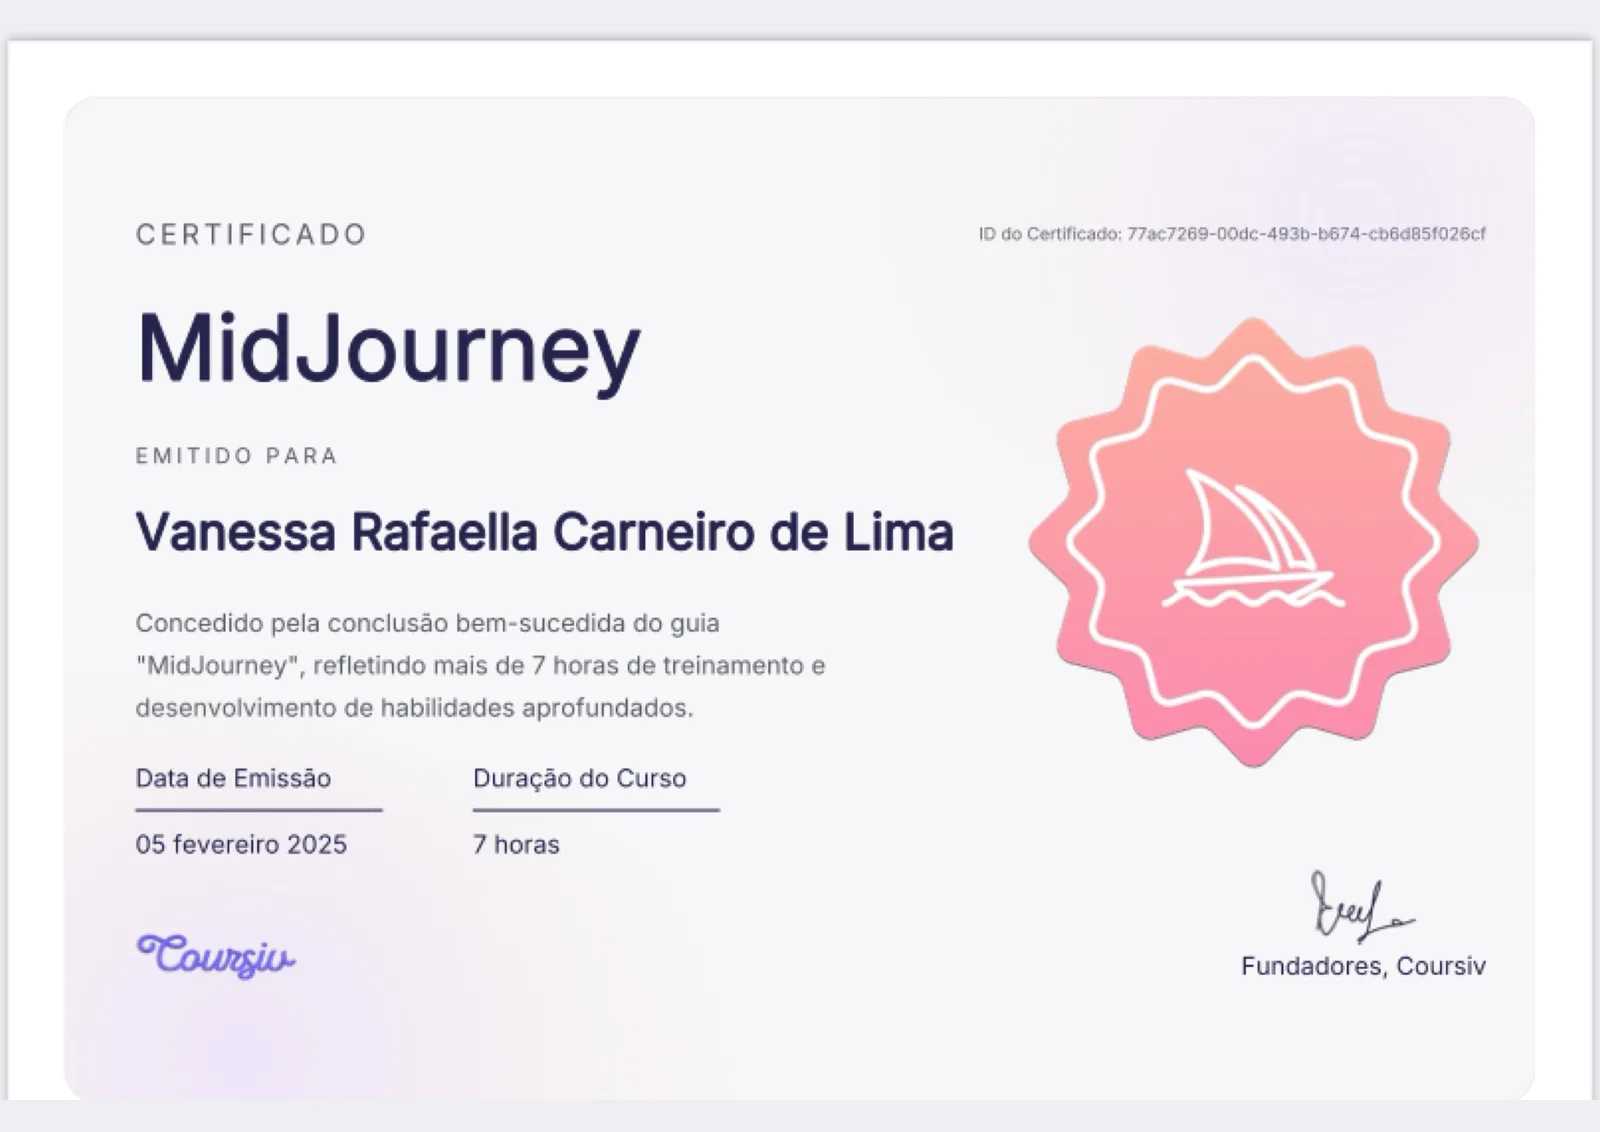 CERTIFICADO
ID do Certificado: 77ac7269-00dc-493b-b674-cb6d85f026cf
MidJourney
EMITIDO PARA
Vanessa Rafaella Carneiro de Lima
Concedido pela conclusão bem-sucedida do guia
"MidJourney", refletindo mais de 7 horas de treinamento e
desenvolvimento de habilidades aprofundados.
Data de Emissão
05 fevereiro 2025
Duração do Curso
7 horas
Coursiv
Fundadores, Coursiv